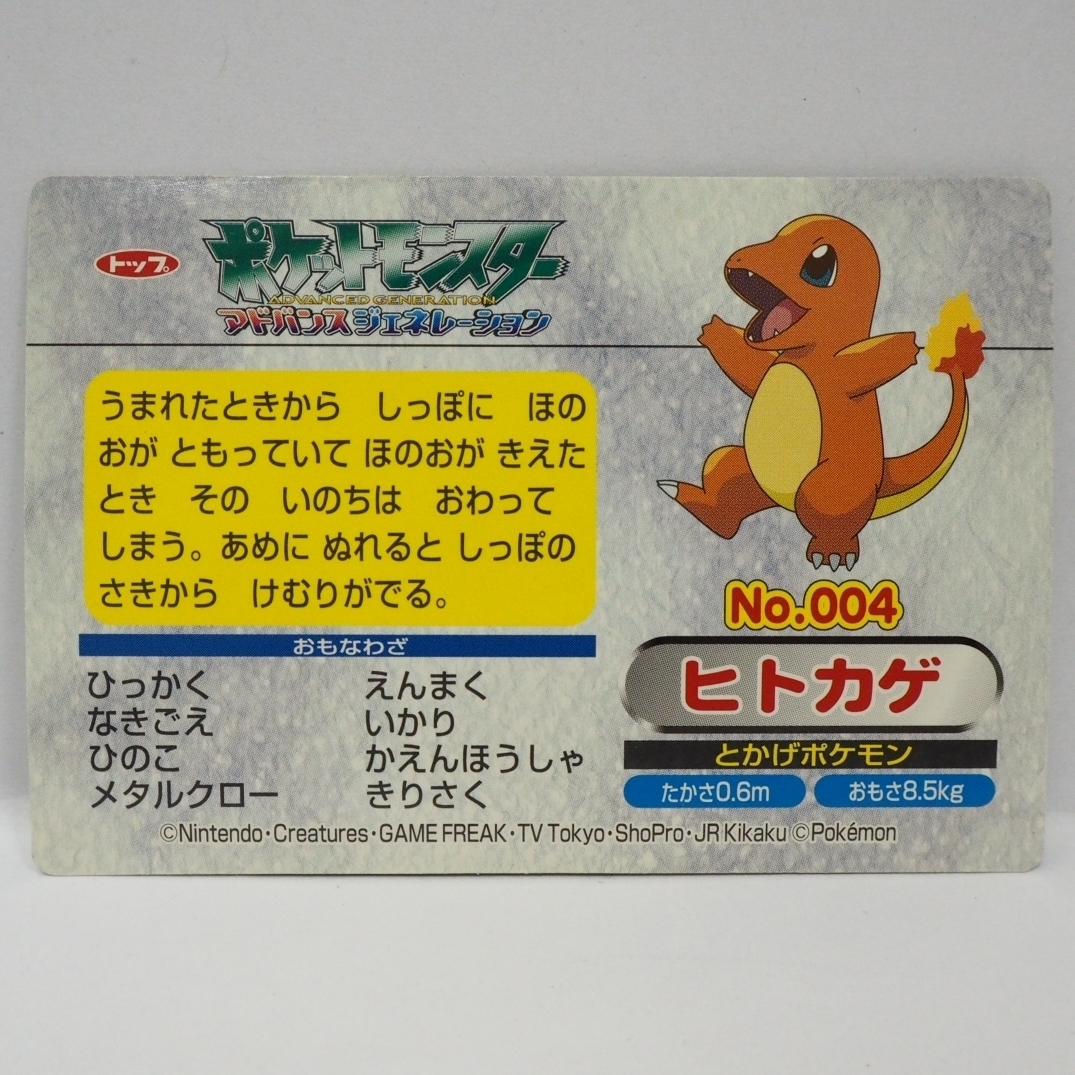 トップ
ポケットモンスター
ADVANCED GENERATION
アドバンスジェネレーション
うまれたときから　しっぽに　ほの
おが ともっていて ほのおが きえた
とき　その　いのちは　おわって
しまう。あめに ぬれると しっぽの
さきから　けむりがでる。
おもなわざ
ひっかく
なきごえ
ひのこ
メタルクロー
えんまく
いかり
かえんほうしゃ
きりさく
No.004
ヒトカゲ
とかげポケモン
たかさ0.6m
おもさ8.5kg
©Nintendo・Creatures・GAME FREAK・TV Tokyo・ShoPro・JR Kikaku ©Pokémon